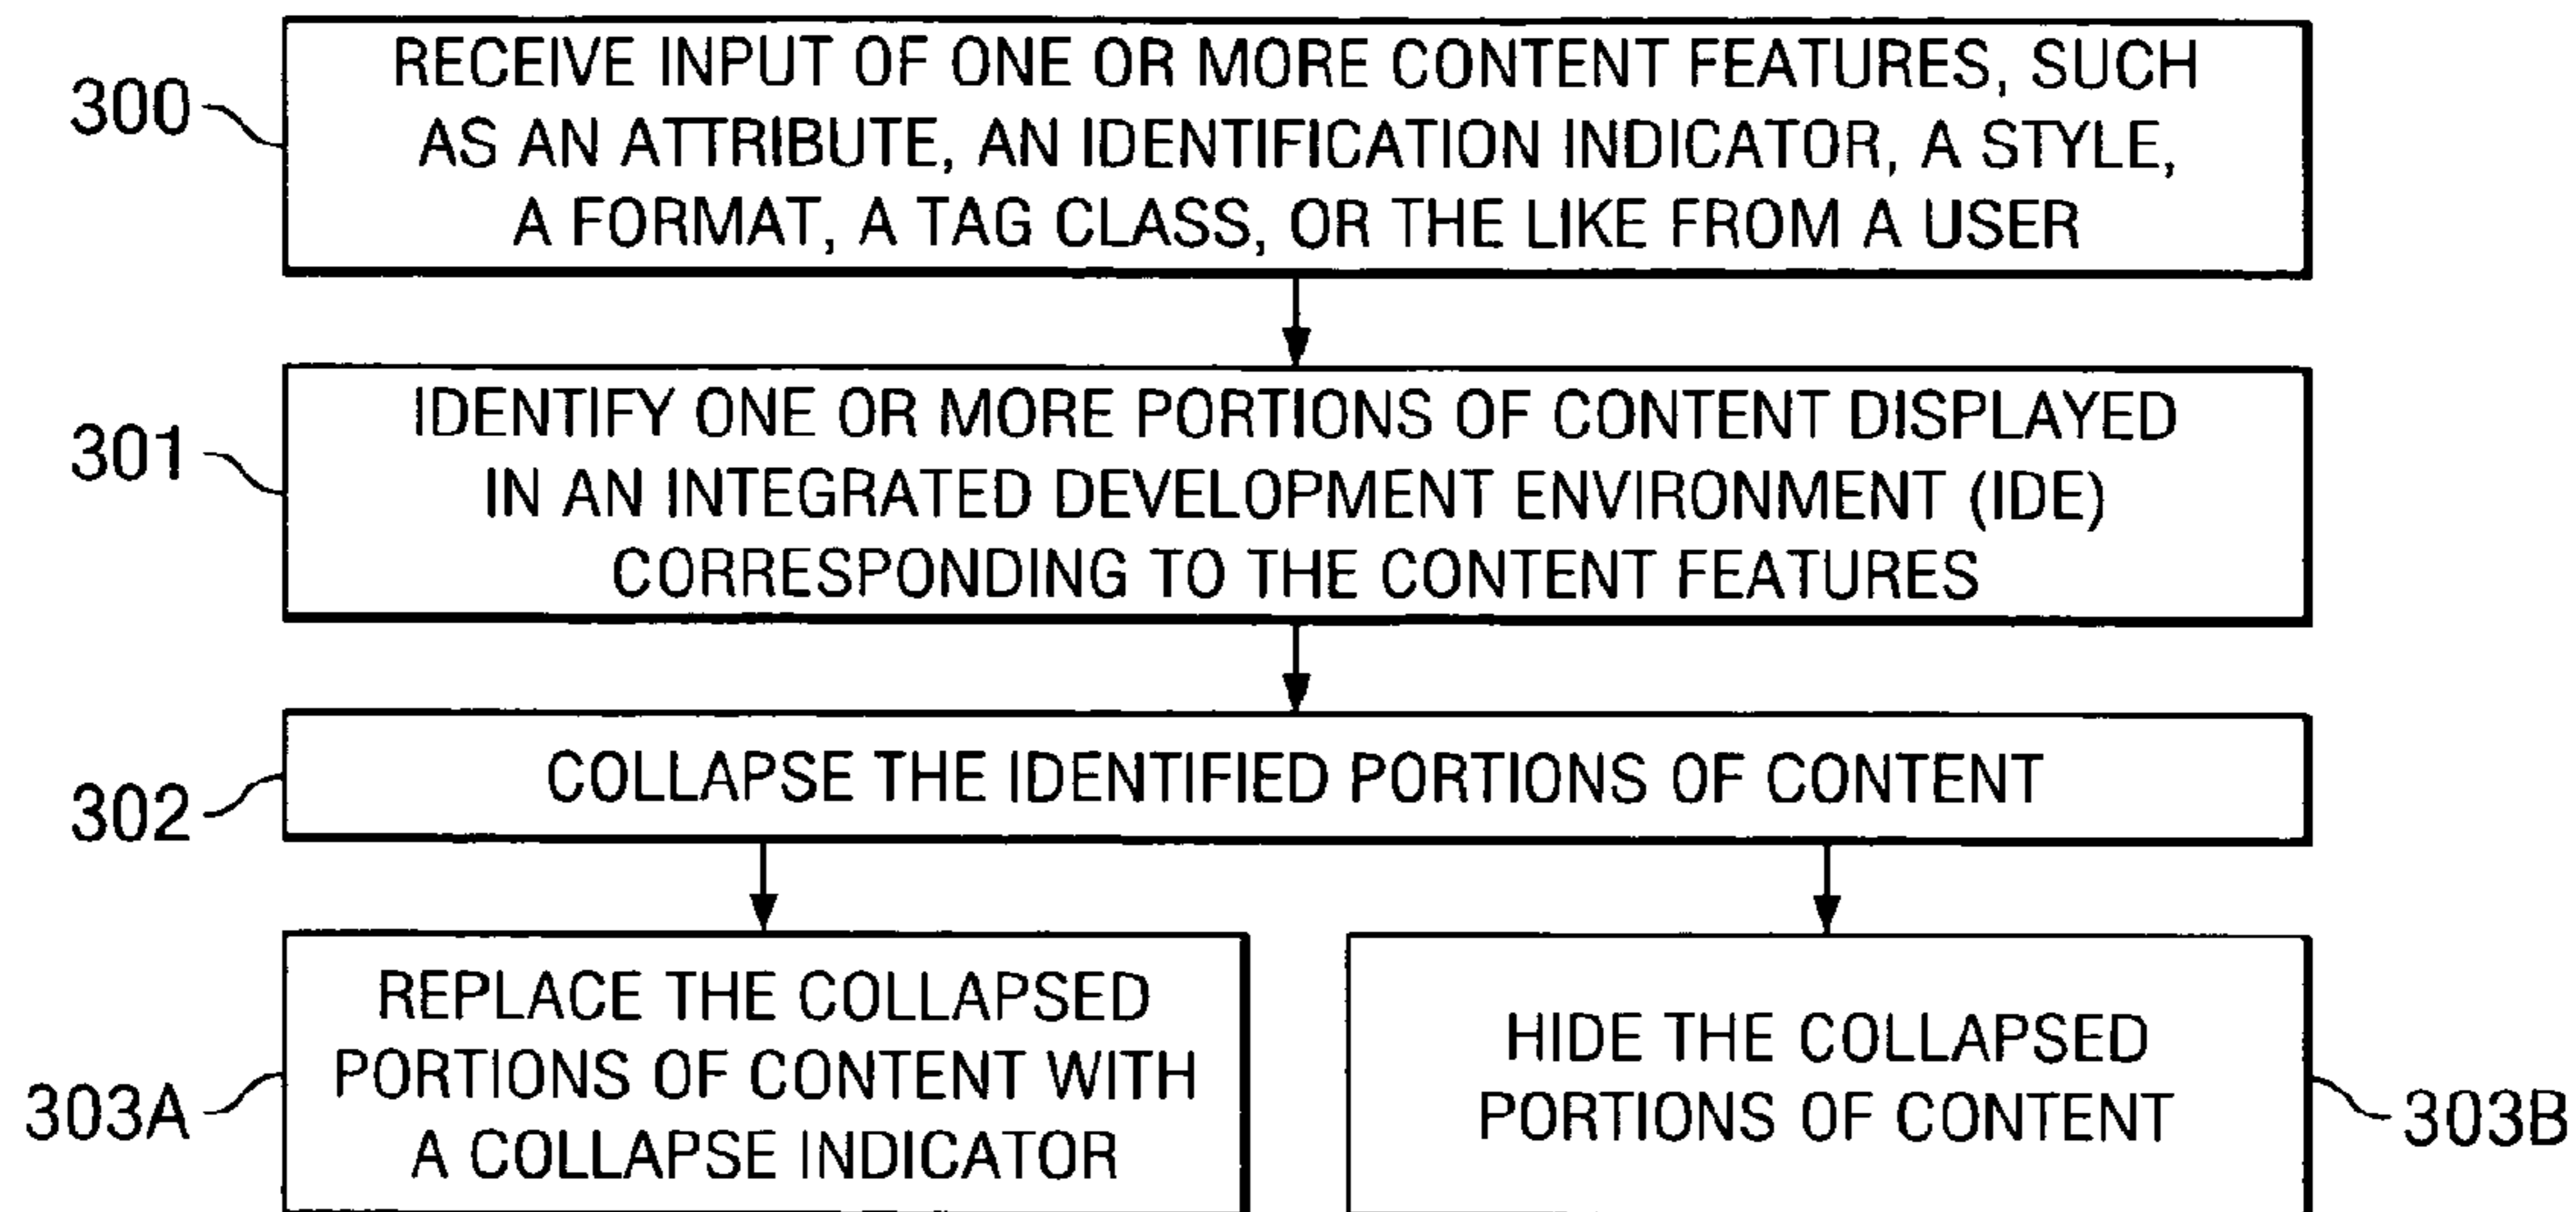 300
RECEIVE INPUT OF ONE OR MORE CONTENT FEATURES, SUCH
AS AN ATTRIBUTE, AN IDENTIFICATION INDICATOR, A STYLE,
A FORMAT, A TAG CLASS, OR THE LIKE FROM A USER
301
IDENTIFY ONE OR MORE PORTIONS OF CONTENT DISPLAYED
IN AN INTEGRATED DEVELOPMENT ENVIRONMENT (IDE)
CORRESPONDING TO THE CONTENT FEATURES
302
COLLAPSE THE IDENTIFIED PORTIONS OF CONTENT
303A
REPLACE THE COLLAPSED
PORTIONS OF CONTENT WITH
A COLLAPSE INDICATOR
HIDE THE COLLAPSED
PORTIONS OF CONTENT
303B